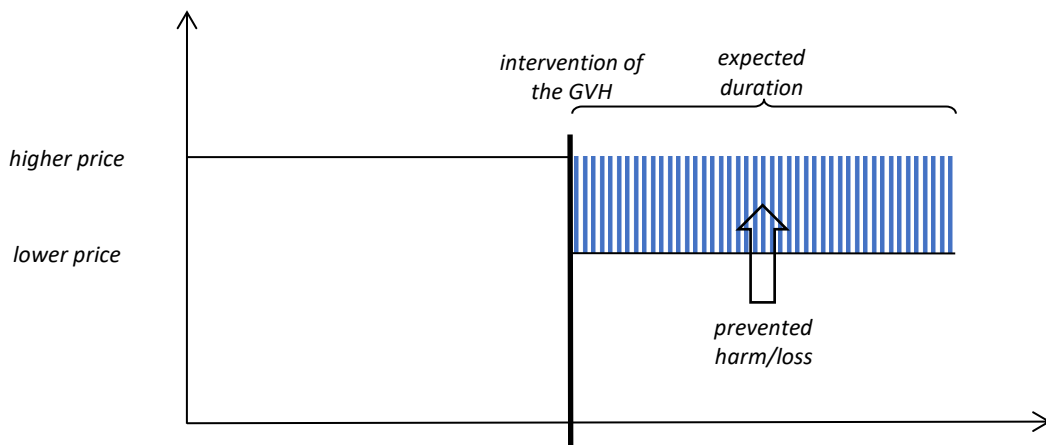 intervention of
the GVH
expected
duration
higher price
lower price
prevented
harm/loss